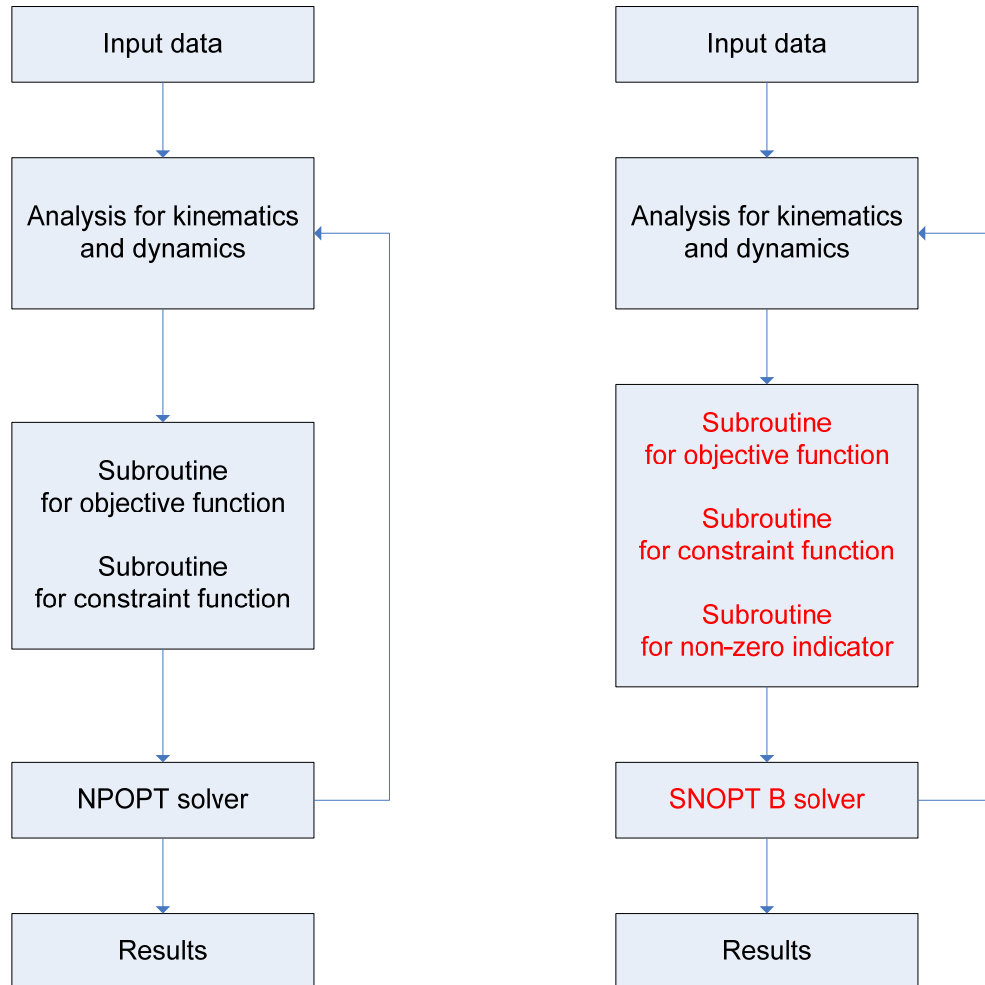 Input data
Analysis for kinematics
and dynamics
Subroutine
for objective function
Subroutine
for constraint function
NPOPT solver
Results
Input data
Analysis for kinematics
and dynamics
Subroutine
for objective function
Subroutine
for constraint function
Subroutine
for non-zero indicator
SNOPT B solver
Results